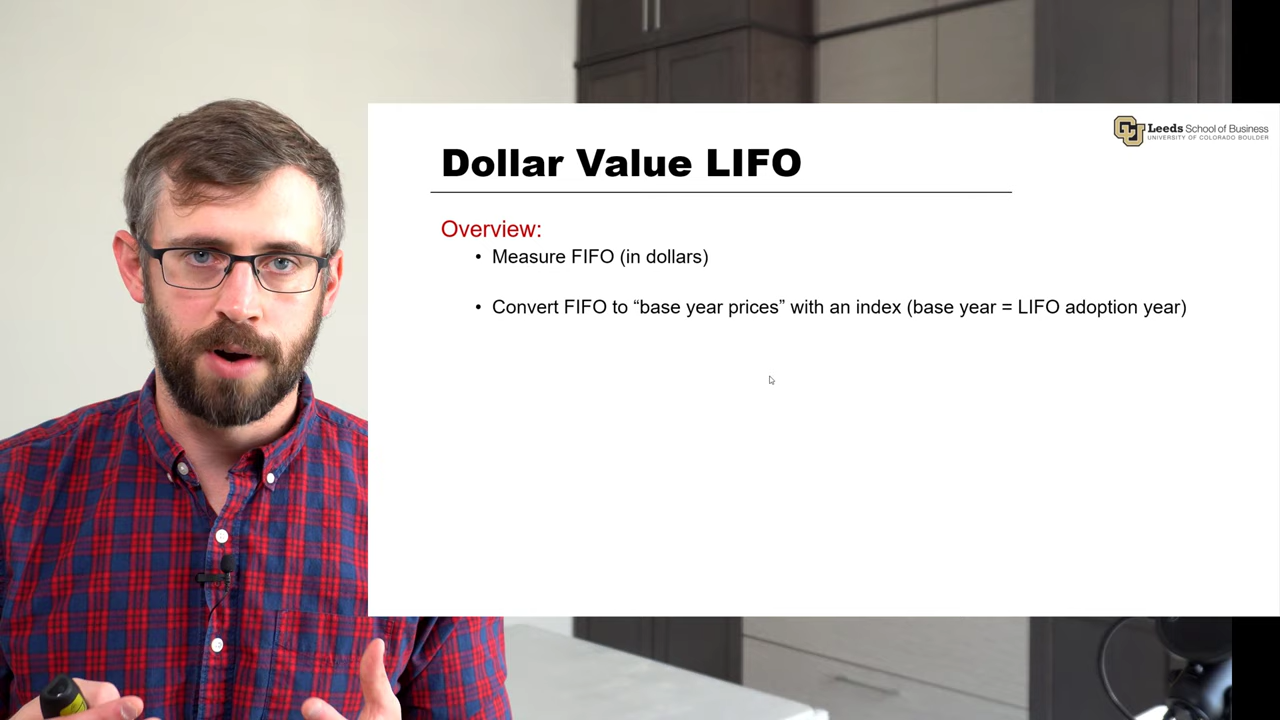 Leeds School of Business
UNIVERSITY OF COLORADO BOULDER
Dollar Value LIFO
Overview:
• Measure FIFO (in dollars)
• Convert FIFO to “base year prices” with an index (base year = LIFO adoption year)